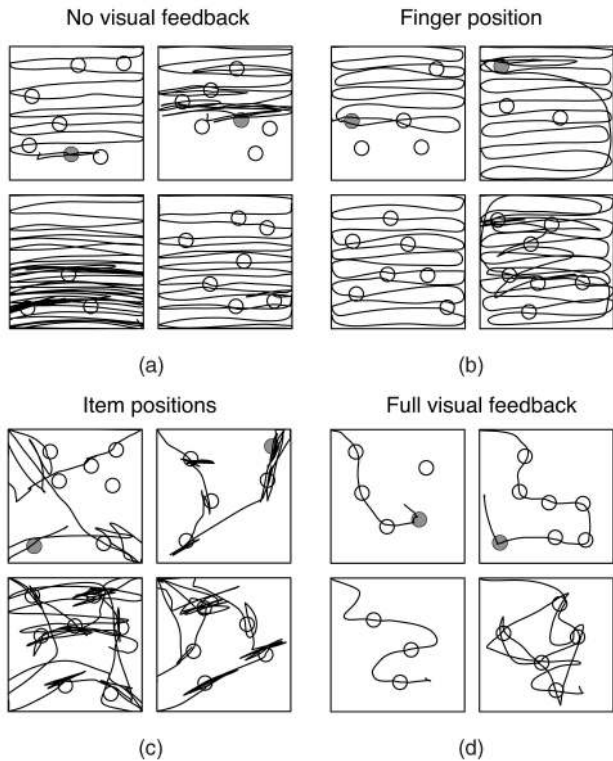 No visual feedback
Finger position
(a)
(b)
Item positions
Full visual feedback
(c)
(d)